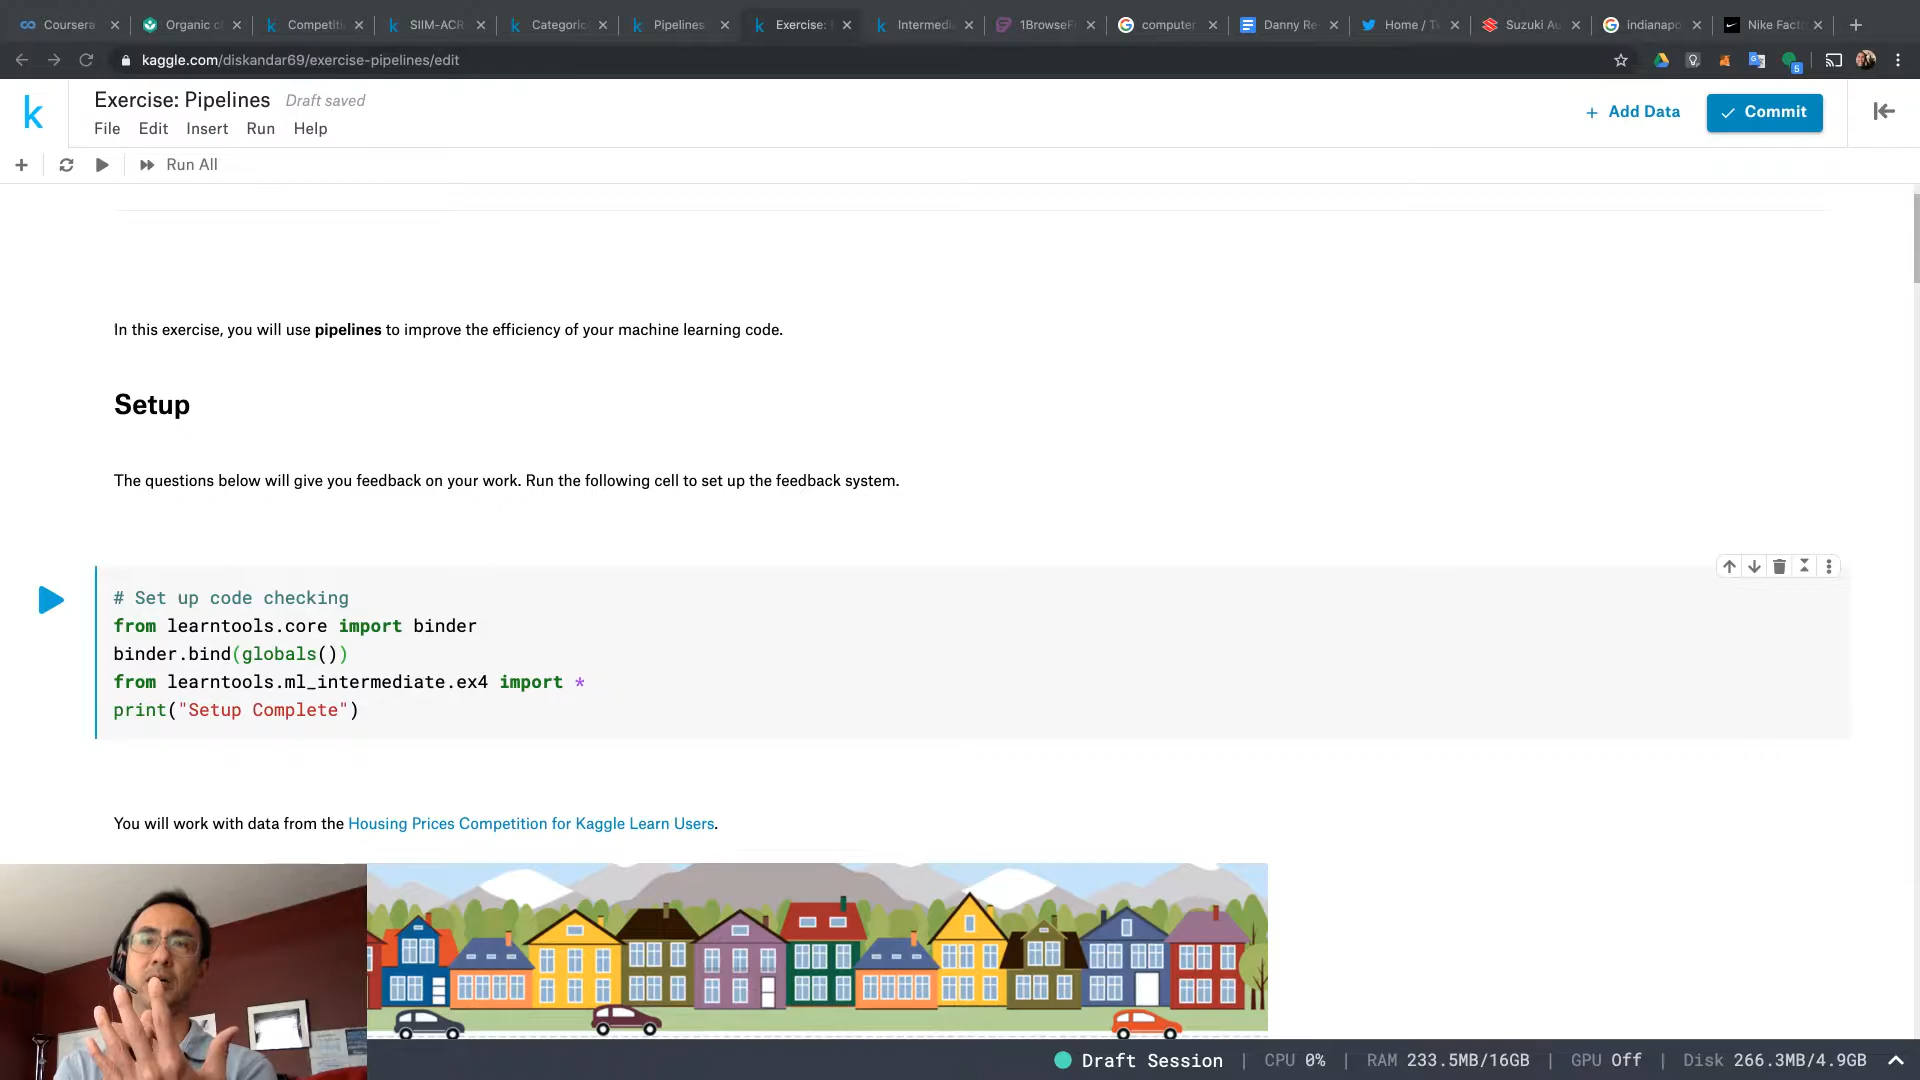 Coursera
Organic c
Competiti
SIIM-ACR
Categoric
Pipelines
Exercise:
Intermedi
1BrowseF
computer
Danny Re
Home / Tw
Suzuki Au
indianapo
Nike Fact
kaggle.com/diskandar69/exercise-pipelines/edit
5
k
Exercise: Pipelines Draft saved
File Edit Insert Run Help
+ Add Data
Commit
Run All
In this exercise, you will use pipelines to improve the efficiency of your machine learning code.
Setup
The questions below will give you feedback on your work. Run the following cell to set up the feedback system.
# Set up code checking
from learntools.core import binder
binder.bind(globals())
from learntools.ml_intermediate.ex4 import *
print("Setup Complete")
You will work with data from the Housing Prices Competition for Kaggle Learn Users.
Draft Session | CPU 0% | RAM 233.5MB/16GB | GPU Off | Disk 266.3MB/4.9GB